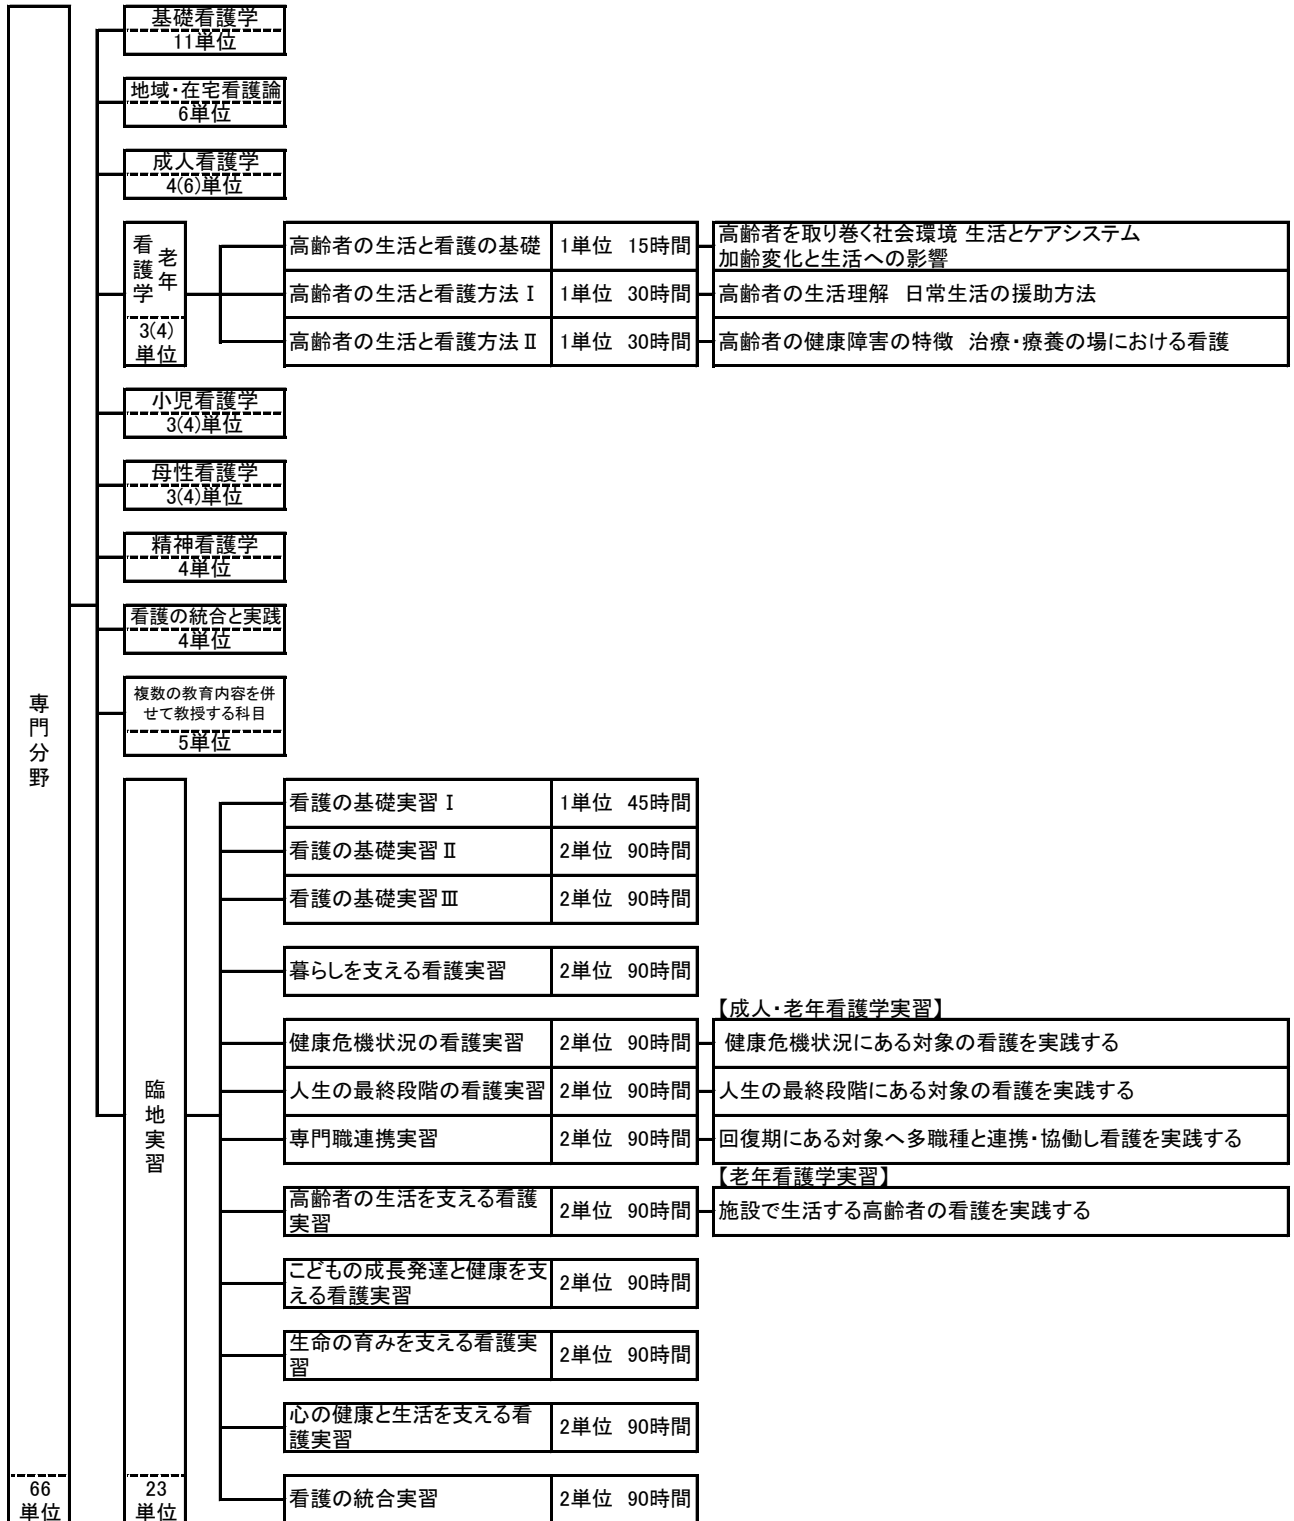 専門分野
66
単位
基礎看護学
11単位
地域・在宅看護論
6単位
成人看護学
4(6)単位
老年
看護学
3(4)
単位
高齢者の生活と看護の基礎 1単位 15時間
高齢者を取り巻く社会環境 生活とケアシステム
加齢変化と生活への影響
高齢者の生活と看護方法Ⅰ 1単位 30時間 高齢者の生活理解 日常生活の援助方法
高齢者の生活と看護方法Ⅱ 1単位 30時間 高齢者の健康障害の特徴 治療・療養の場における看護
小児看護学
3(4)単位
母性看護学
3(4)単位
精神看護学
4単位
看護の統合と実践
4単位
複数の教育内容を併
せて教授する科目
5単位
臨地実習
23
単位
看護の基礎実習Ⅰ 1単位 45時間
看護の基礎実習Ⅱ 2単位 90時間
看護の基礎実習Ⅲ 2単位 90時間
暮らしを支える看護実習 2単位 90時間
【成人・老年看護学実習】
健康危機状況の看護実習 2単位 90時間 健康危機状況にある対象の看護を実践する
人生の最終段階の看護実習 2単位 90時間 人生の最終段階にある対象の看護を実践する
専門職連携実習 2単位 90時間 回復期にある対象へ多職種と連携・協働し看護を実践する
【老年看護学実習】
高齢者の生活を支える看護
実習
2単位 90時間 施設で生活する高齢者の看護を実践する
こどもの成長発達と健康を支
える看護実習
2単位 90時間
生命の育みを支える看護実
習
2単位 90時間
心の健康と生活を支える看
護実習
2単位 90時間
看護の統合実習 2単位 90時間